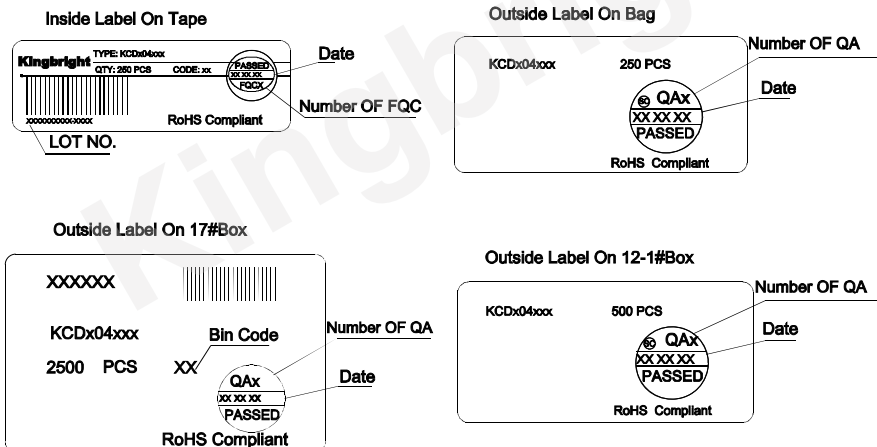 Inside Label On Tape
Kingbright
TYPE: KCDx04xxx
QTY: 250 PCS CODE: xx
PASSED
XX XX XX
FQCX
Date
Number OF FQC
XXXXXXXXXX-XXXX
RoHS Compliant
LOT NO.
Outside Label On Bag
KCDx04xxx 250 PCS
QAx
XX XX XX
PASSED
RoHS Compliant
Number OF QA
Date
Outside Label On 17#Box
XXXXXX
KCDx04xxx
Bin Code
2500 PCS XX
QAx
XX XX XX
PASSED
RoHS Compliant
Number OF QA
Date
Outside Label On 12-1#Box
KCDx04xxx 500 PCS
QAx
XX XX XX
PASSED
RoHS Compliant
Number OF QA
Date
Kingbrig